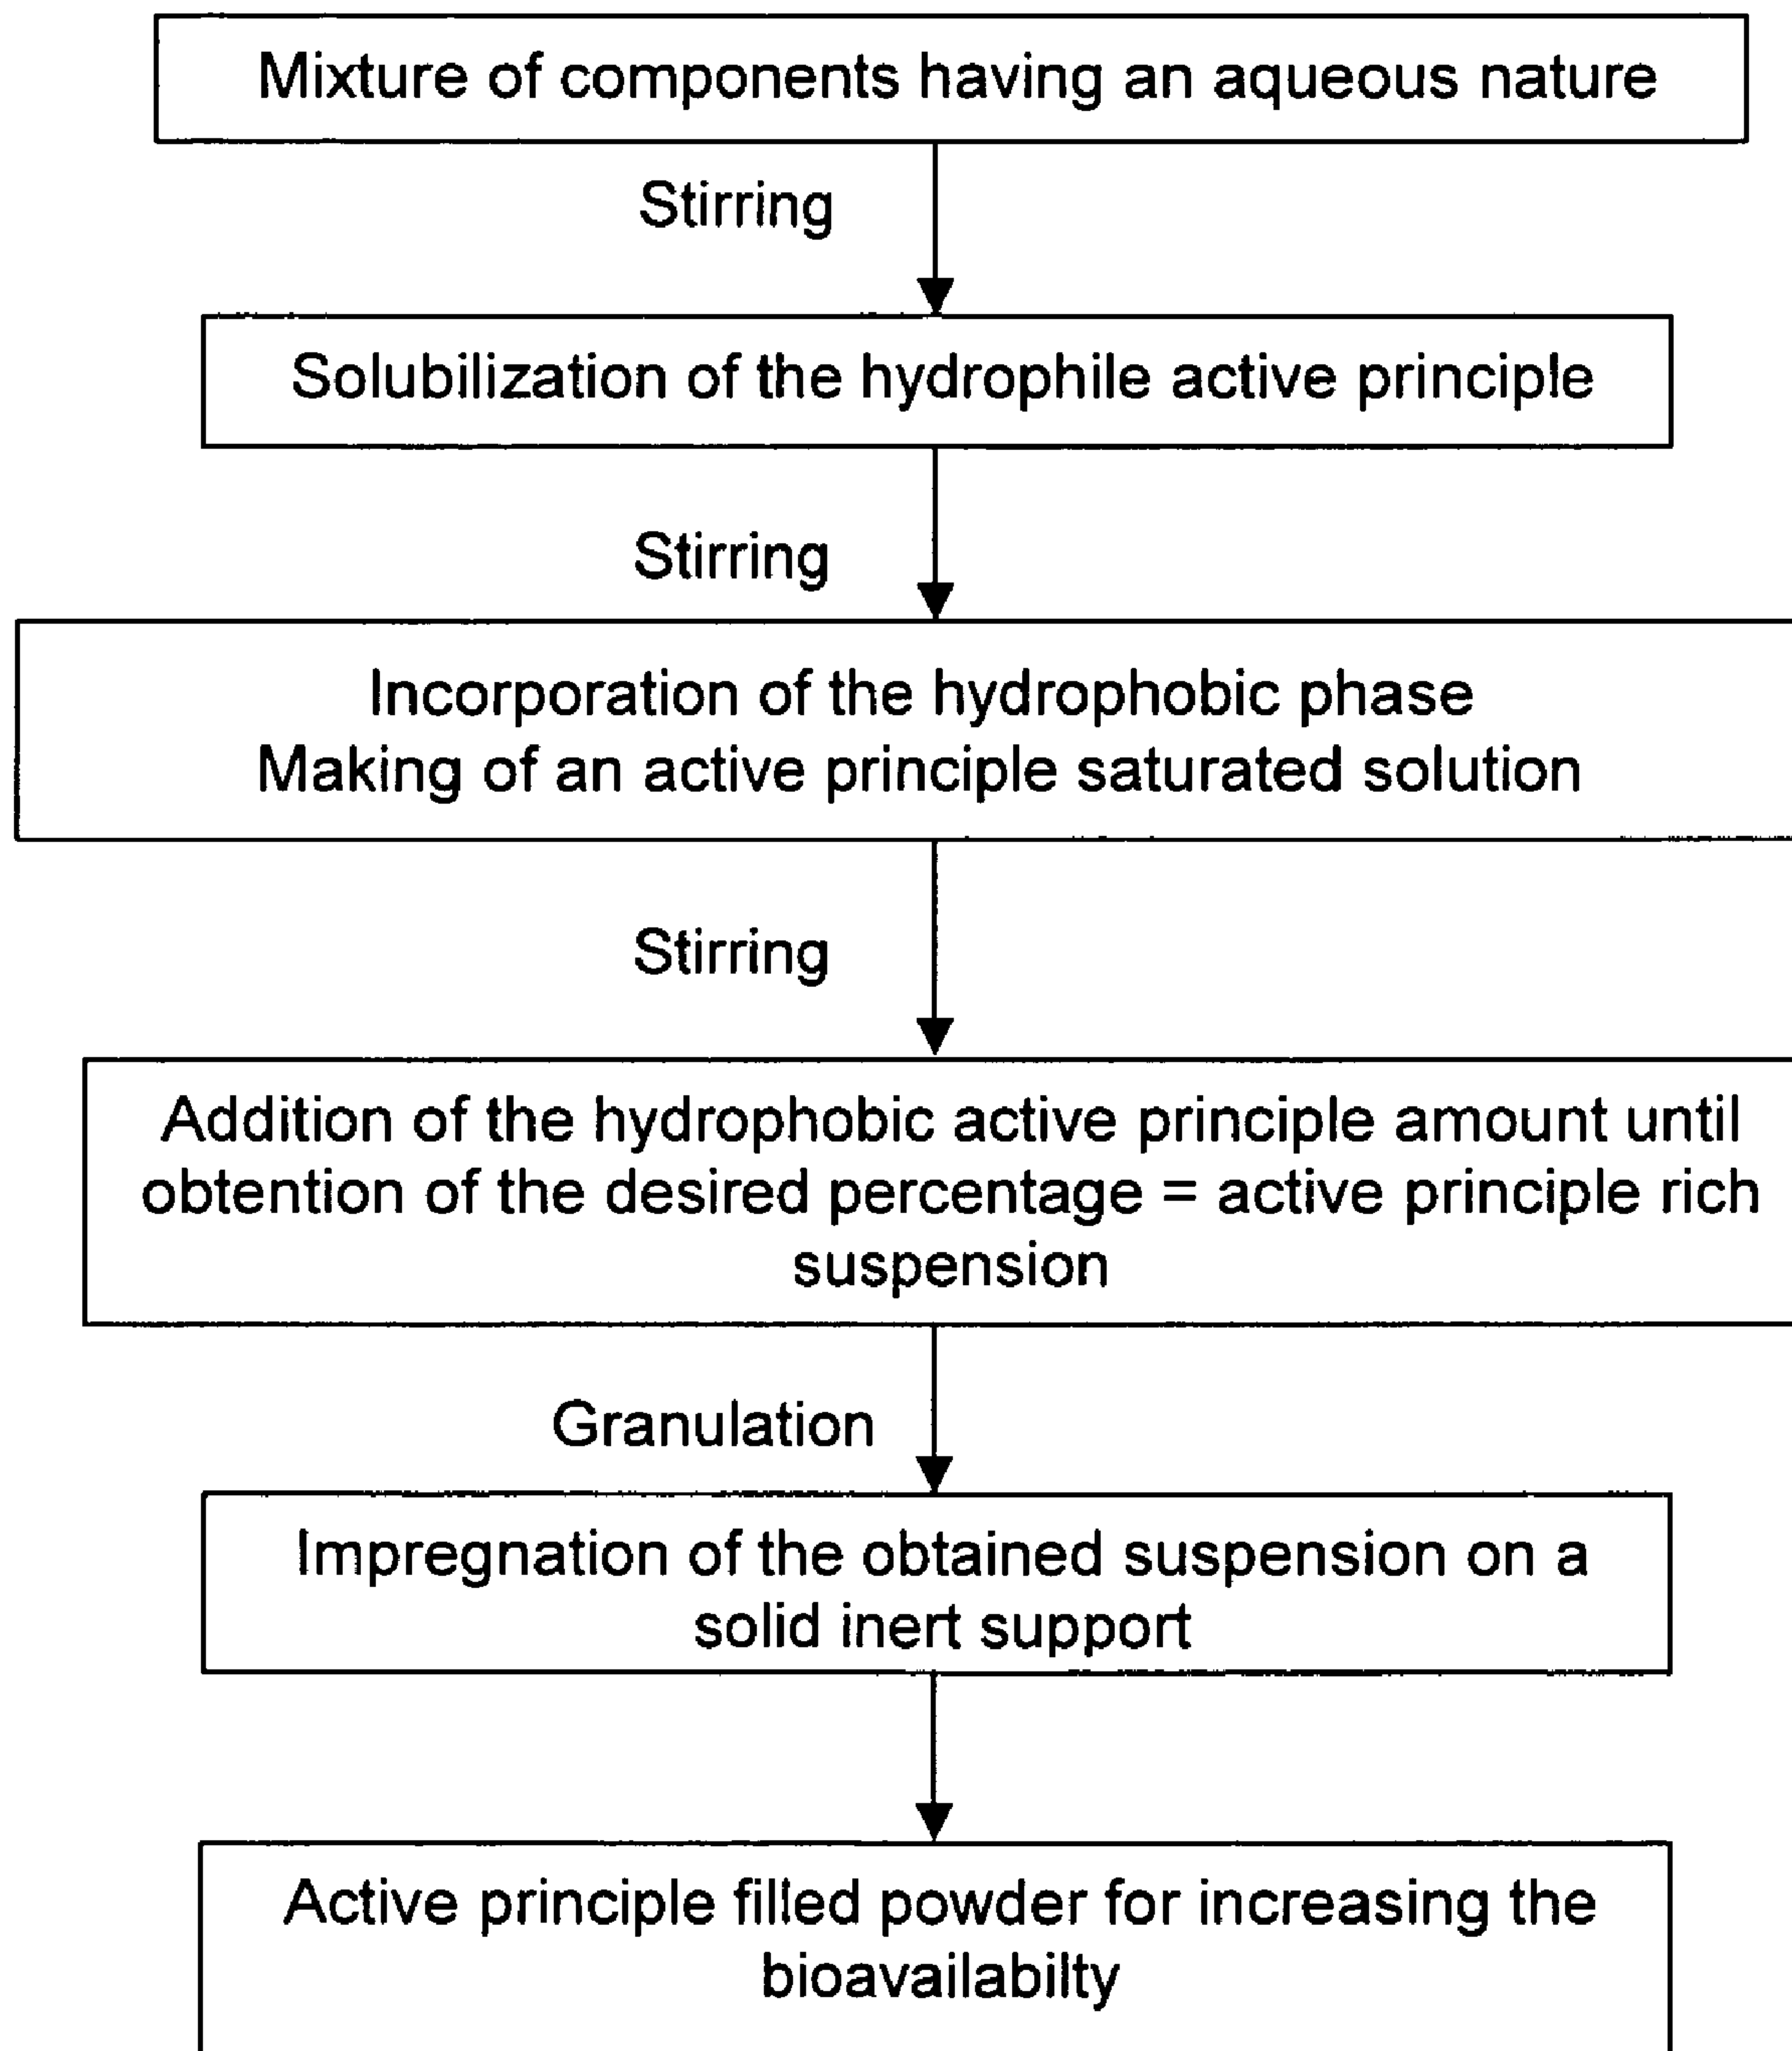 Mixture of components having an aqueous nature
Stirring
Solubilization of the hydrophile active principle
Stirring
Incorporation of the hydrophobic phase
Making of an active principle saturated solution
Stirring
Addition of the hydrophobic active principle amount until
obtention of the desired percentage = active principle rich
suspension
Granulation
Impregnation of the obtained suspension on a
solid inert support
Active principle filled powder for increasing the
bioavailabilty